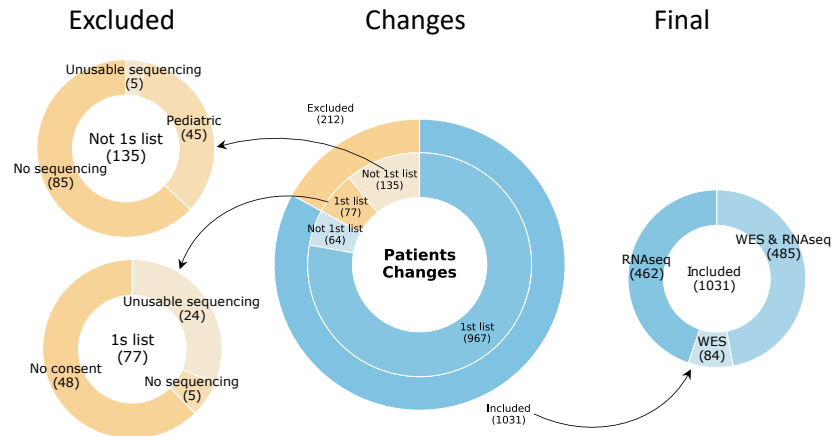 Excluded
Changes
Final
Unusable sequencing
(5)
Pediatric
(45)
Not 1s list
(135)
No sequencing
(85)
Unusable sequencing
(24)
1s list
(77)
No consent
(48)
No sequencing
(5)
Excluded
(212)
Not 1st list
(135)
1st list
(77)
Not 1st list
(64)
Patients
Changes
1st list
(967)
Included
(1031)
RNAseq
(462)
WES & RNAseq
(485)
Included
(1031)
WES
(84)